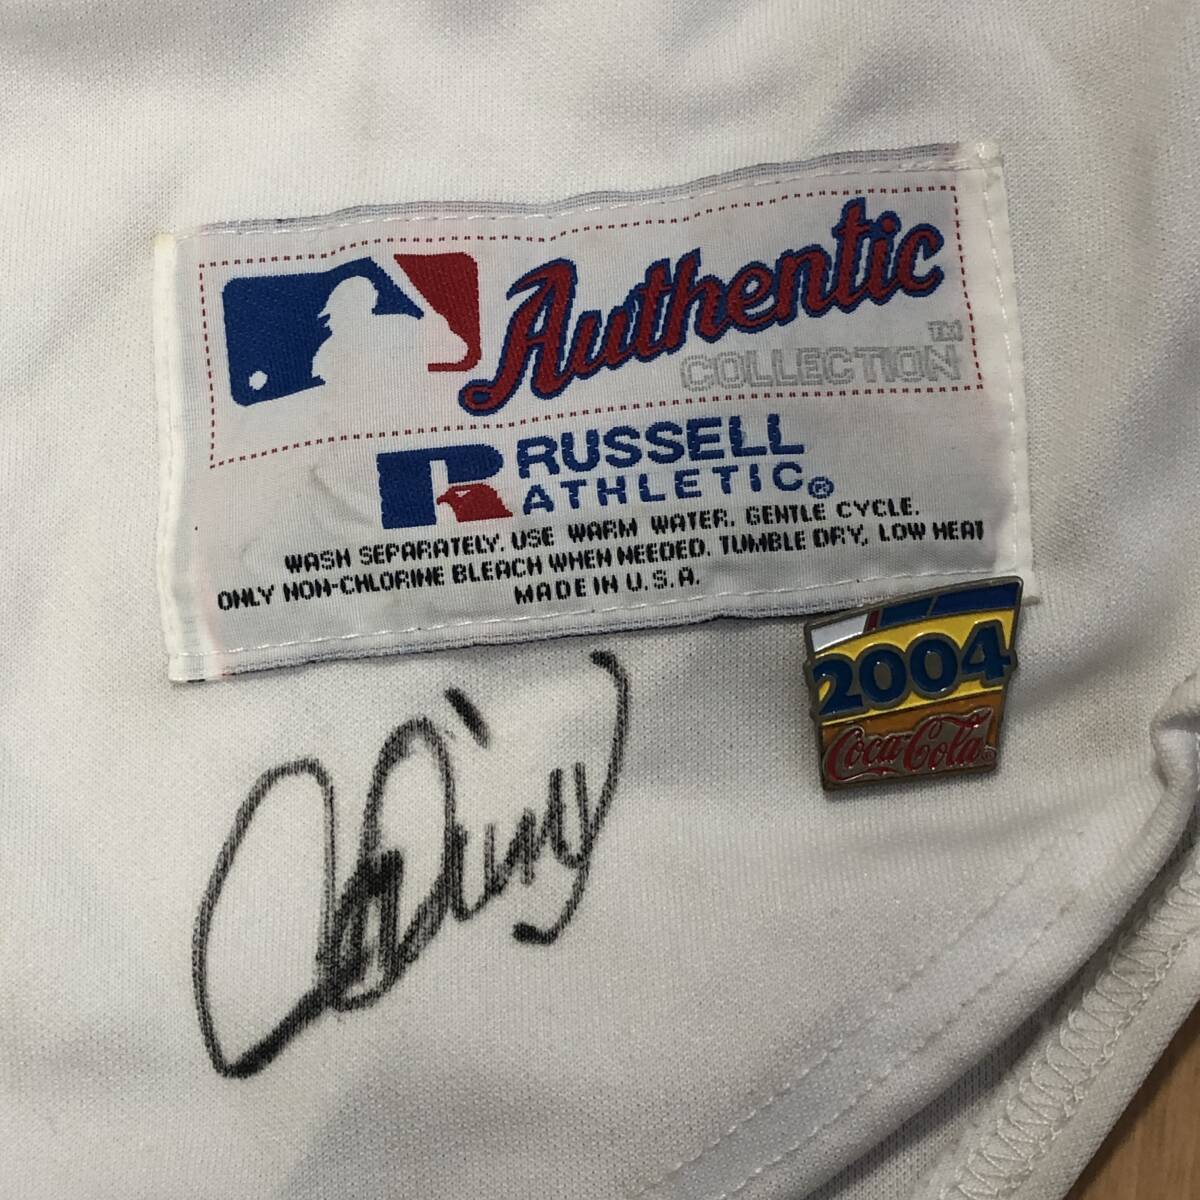 Authentic
COLLECTION™
RUSSELL
ATHLETIC®
WASH SEPARATELY. USE WARM WATER. GENTLE CYCLE.
ONLY NON-CHLORINE BLEACH WHEN NEEDED. TUMBLE DRY, LOW HEAT
MADE IN U.S.A.
2004
Coca-Cola®